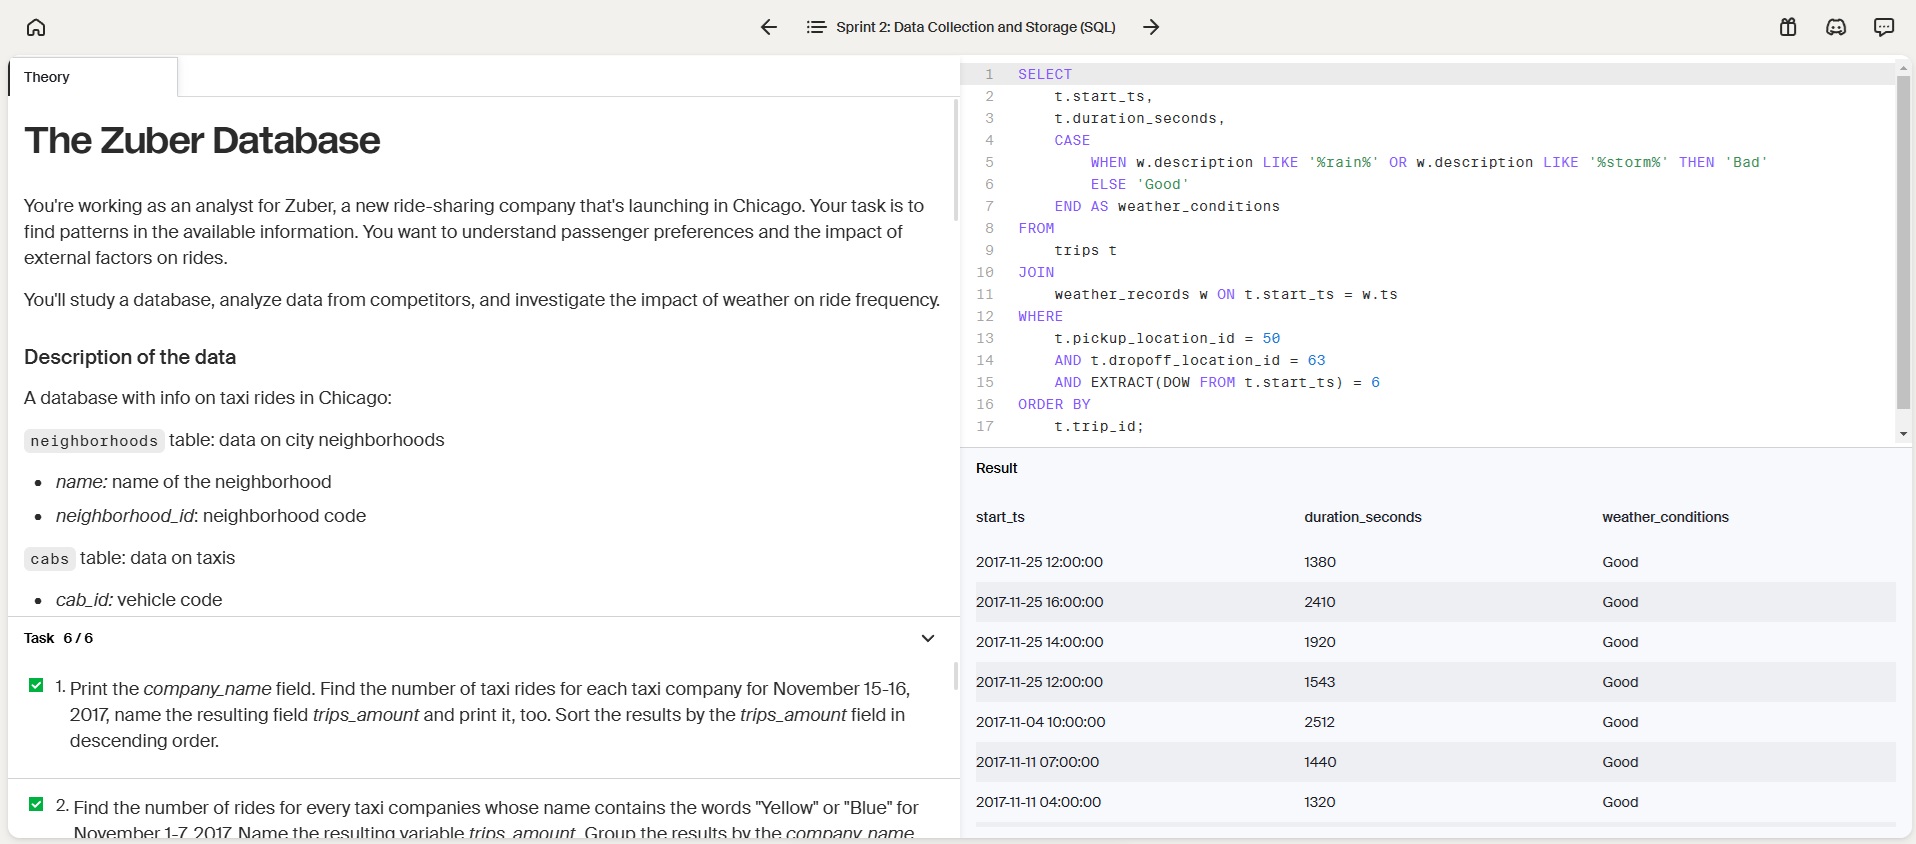 Sprint 2: Data Collection and Storage (SQL)
Theory
The Zuber Database
You're working as an analyst for Zuber, a new ride-sharing company that's launching in Chicago. Your task is to
find patterns in the available information. You want to understand passenger preferences and the impact of
external factors on rides.
You'll study a database, analyze data from competitors, and investigate the impact of weather on ride frequency.
Description of the data
A database with info on taxi rides in Chicago:
neighborhoods table: data on city neighborhoods
• name: name of the neighborhood
• neighborhood_id: neighborhood code
cabs table: data on taxis
• cab_id: vehicle code
Task 6 / 6
1. Print the company_name field. Find the number of taxi rides for each taxi company for November 15-16,
2017, name the resulting field trips_amount and print it, too. Sort the results by the trips_amount field in
descending order.
2. Find the number of rides for every taxi companies whose name contains the words "Yellow" or "Blue" for
November 1-7, 2017. Name the resulting variable trips_amount. Group the results by the company_name
1 SELECT
2 t.start_ts,
3 t.duration_seconds,
4 CASE
5 WHEN w.description LIKE '%rain%' OR w.description LIKE '%storm%' THEN 'Bad'
6 ELSE 'Good'
7 END AS weather_conditions
8 FROM
9 trips t
10 JOIN
11 weather_records w ON t.start_ts = w.ts
12 WHERE
13 t.pickup_location_id = 50
14 AND t.dropoff_location_id = 63
15 AND EXTRACT(DOW FROM t.start_ts) = 6
16 ORDER BY
17 t.trip_id;
Result
start_ts duration_seconds weather_conditions
2017-11-25 12:00:00 1380 Good
2017-11-25 16:00:00 2410 Good
2017-11-25 14:00:00 1920 Good
2017-11-25 12:00:00 1543 Good
2017-11-04 10:00:00 2512 Good
2017-11-11 07:00:00 1440 Good
2017-11-11 04:00:00 1320 Good